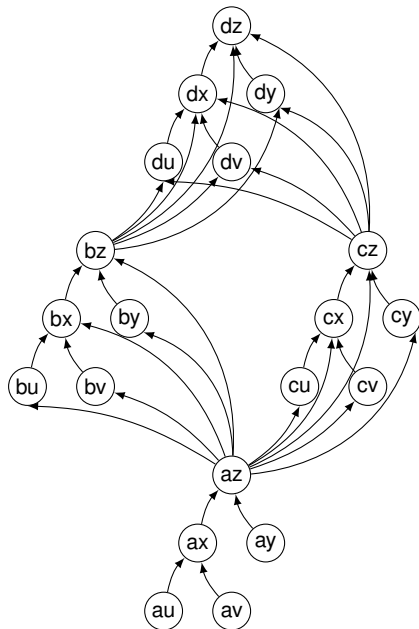 dz
dx dy
du dv
bz cz
bx by cx cy
bu bv cu cv
az
ax ay
au av